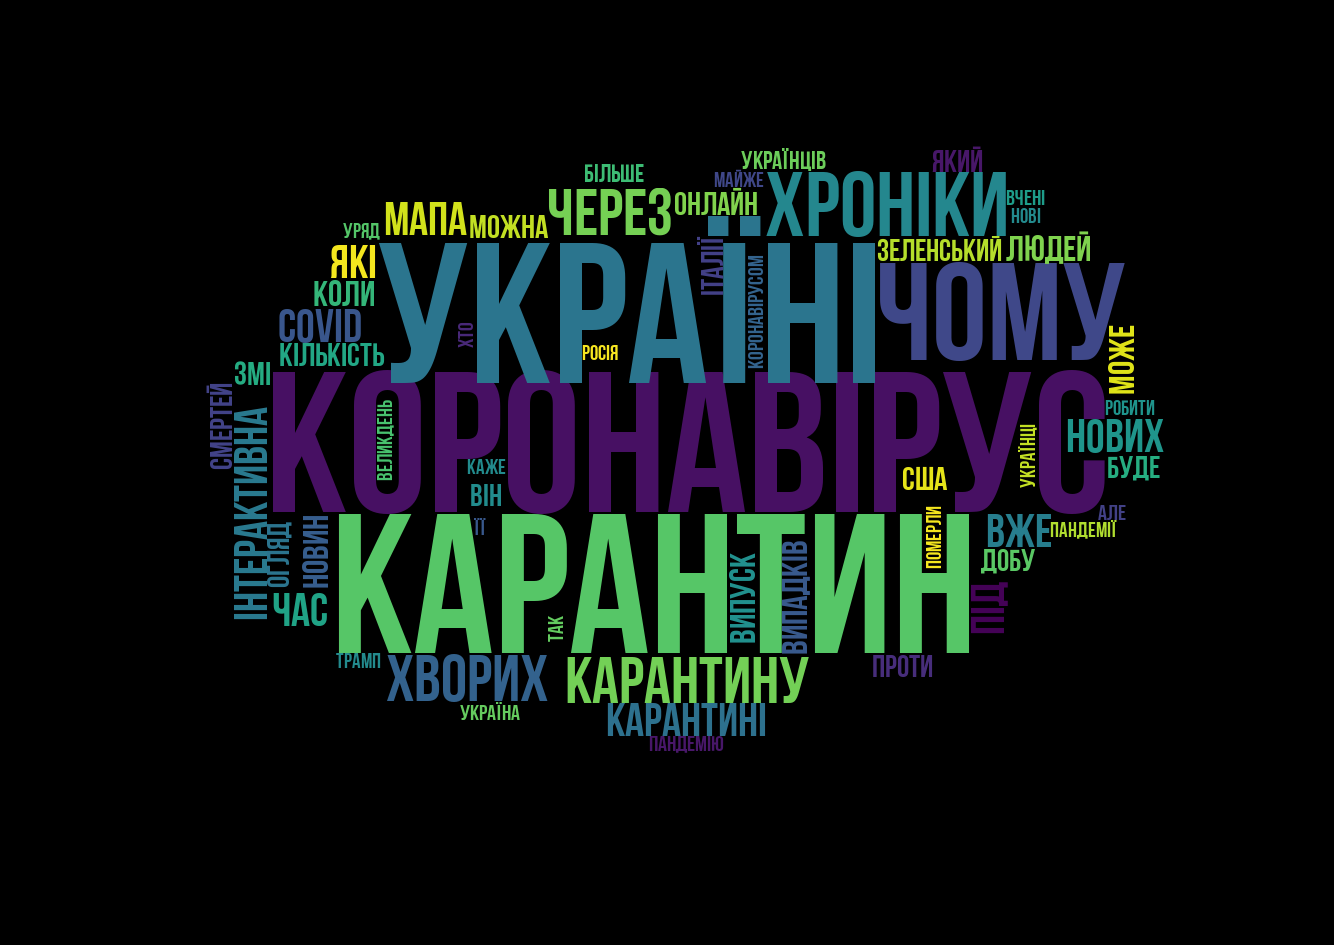 УКРАЇНЦІВ
ЯКИЙ
БІЛЬШЕ
МАЙЖЕ
ХРОНІКИ
ВЧЕНІ
НОВІ
ЧЕРЕЗ
ОНЛАЙН
МАПА
МОЖНА
УРЯД
ЗЕЛЕНСЬКИЙ
ЛЮДЕЙ
ЯКІ
УКРАЇНІ
ІТАЛІЇ
КОРОНАВІРУСОМ
ЧОМУ
КОЛИ
COVID
ХТО
РОСІЯ
МОЖЕ
КІЛЬКІСТЬ
ЗМІ
КОРОНАВІРУС
СМЕРТЕЙ
ІНТЕРАКТИВНА
ВЕЛИКДЕНЬ
РОБИТИ
НОВИХ
УКРАЇНЦІ
БУДЕ
КАЖЕ
США
ВІН
ЇЇ
АЛЕ
ОГЛЯД
НОВИН
КАРАНТИН
ПОМЕРЛИ
ВЖЕ
ПАНДЕМІЇ
ДОБУ
ВИПУСК
ВИПАДКІВ
ПІД
ЧАС
ТАК
ТРАМП
ХВОРИХ
КАРАНТИНУ
ПРОТИ
УКРАЇНА
КАРАНТИНІ
ПАНДЕМІЮ